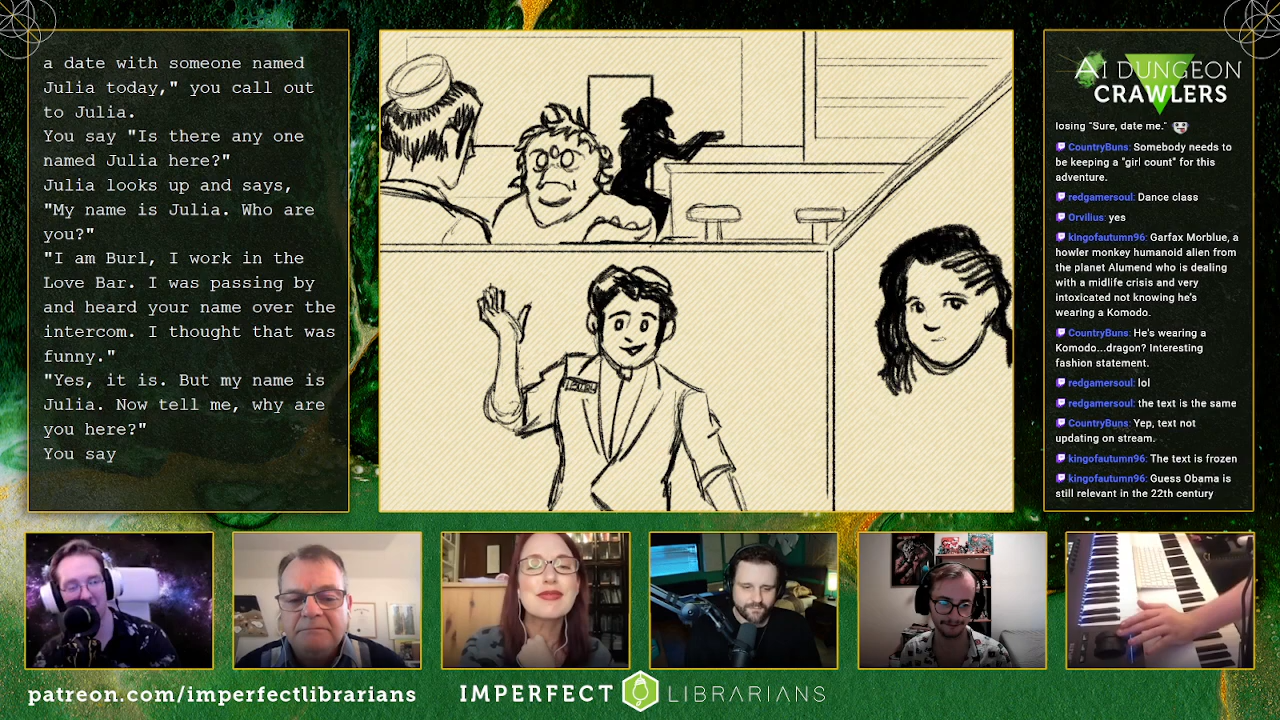 a date with someone named
Julia today," you call out
to Julia.
You say "Is there any one
named Julia here?"
Julia looks up and says,
"My name is Julia. Who are
you?"
"I am Burl, I work in the
Love Bar. I was passing by
and heard your name over the
intercom. I thought that was
funny."
"Yes, it is. But my name is
Julia. Now tell me, why are
you here?"
You say
AI DUNGEON
CRAWLERS
losing "Sure, date me."
CountryBuns: Somebody needs to
be keeping a "girl count" for this
adventure.
redgamersoul: Dance class
Orvilius: yes
kingofautumn96: Garfax Morblue, a
howler monkey humanoid alien from
the planet Alumend who is dealing
with a midlife crisis and very
intoxicated not knowing he's
wearing a Komodo.
CountryBuns: He's wearing a
Komodo...dragon? Interesting
fashion statement.
redgamersoul: lol
redgamersoul: the text is the same
CountryBuns: Yep, text not
updating on stream.
kingofautumn96: The text is frozen
kingofautumn96: Guess Obama is
still relevant in the 22th century
patreon.com/imperfectlibrarians
IMPERFECT LIBRARIANS